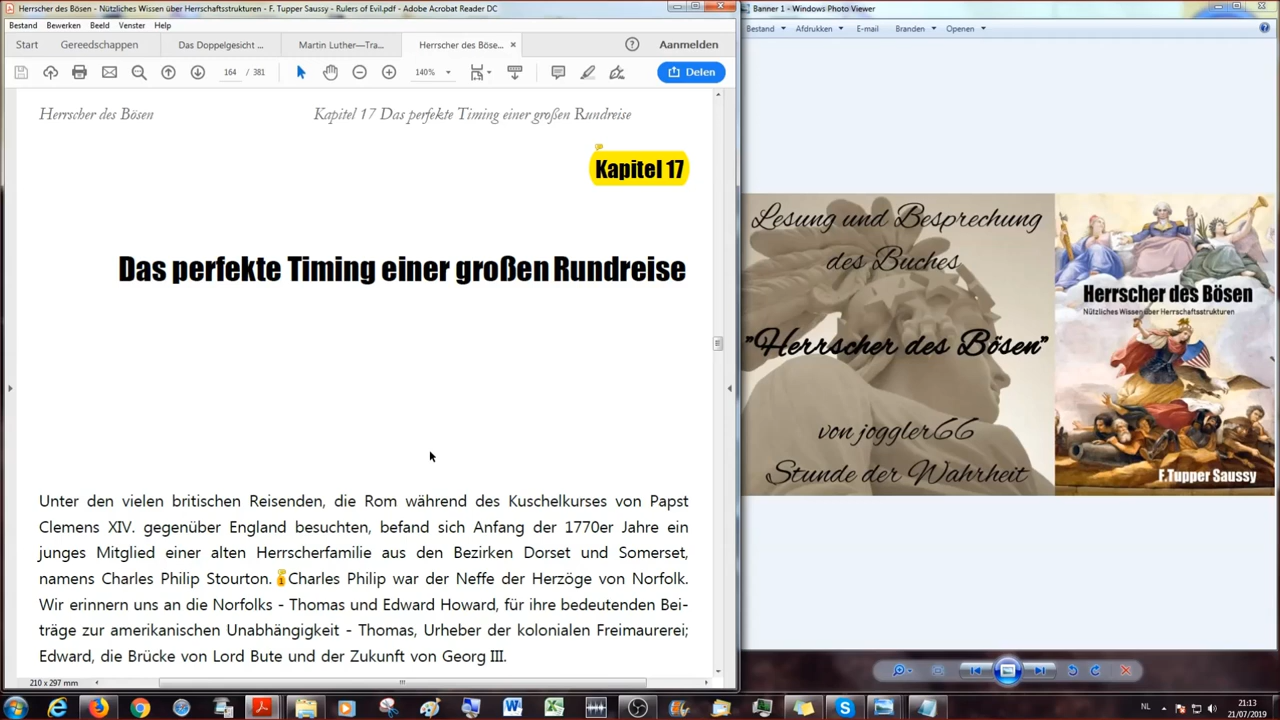 Herrscher des Bösen - Nützliches Wissen über Herrschaftsstrukturen - F. Tupper Saussy - Rulers of Evil.pdf - Adobe Acrobat Reader DC
Bestand Bewerken Beeld Venster Help
Start Gereedschappen Das Doppelgesicht ... Martin Luther—Tra... Herrscher des Böse... × Aanmelden
164 / 381 140% Delen
Herrscher des Bösen Kapitel 17 Das perfekte Timing einer großen Rundreise
Kapitel 17
Das perfekte Timing einer großen Rundreise
Unter den vielen britischen Reisenden, die Rom während des Kuschelkurses von Papst
Clemens XIV. gegenüber England besuchten, befand sich Anfang der 1770er Jahre ein
junges Mitglied einer alten Herrscherfamilie aus den Bezirken Dorset und Somerset,
namens Charles Philip Stourton. 1 Charles Philip war der Neffe der Herzöge von Norfolk.
Wir erinnern uns an die Norfolks - Thomas und Edward Howard, für ihre bedeutenden Bei-
träge zur amerikanischen Unabhängigkeit - Thomas, Urheber der kolonialen Freimaurerei;
Edward, die Brücke von Lord Bute und der Zukunft von Georg III.
210 x 297 mm
Banner 1 - Windows Photo Viewer
Bestand Afdrukken E-mail Branden Openen
Lesung und Besprechung
des Buches
"Herrscher des Bösen"
von joggler66
Stunde der Wahrheit
Herrscher des Bösen
Nützliches Wissen über Herrschaftsstrukturen
F.Tupper Saussy
NL 21:13
21/07/2019